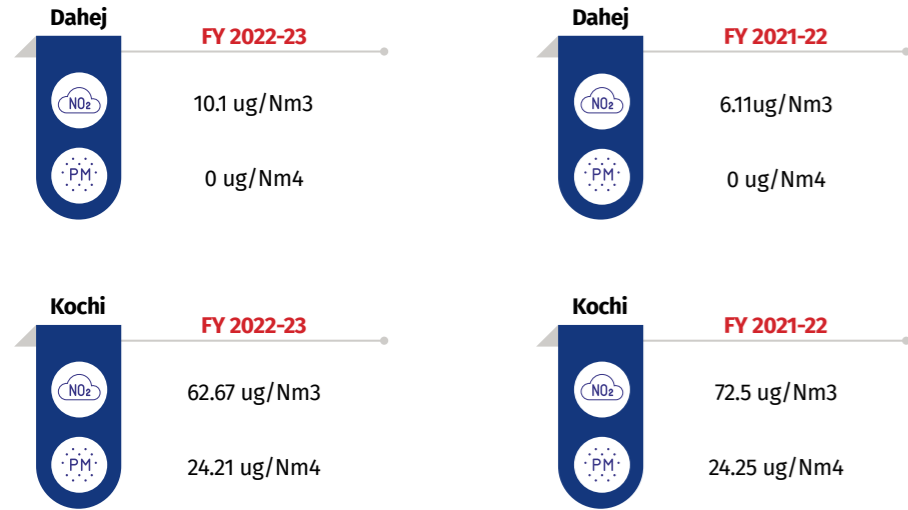 Dahej
FY 2022-23
NO₂
10.1 ug/Nm3
PM
0 ug/Nm4
Dahej
FY 2021-22
NO₂
6.11ug/Nm3
PM
0 ug/Nm4
Kochi
FY 2022-23
NO₂
62.67 ug/Nm3
PM
24.21 ug/Nm4
Kochi
FY 2021-22
NO₂
72.5 ug/Nm3
PM
24.25 ug/Nm4